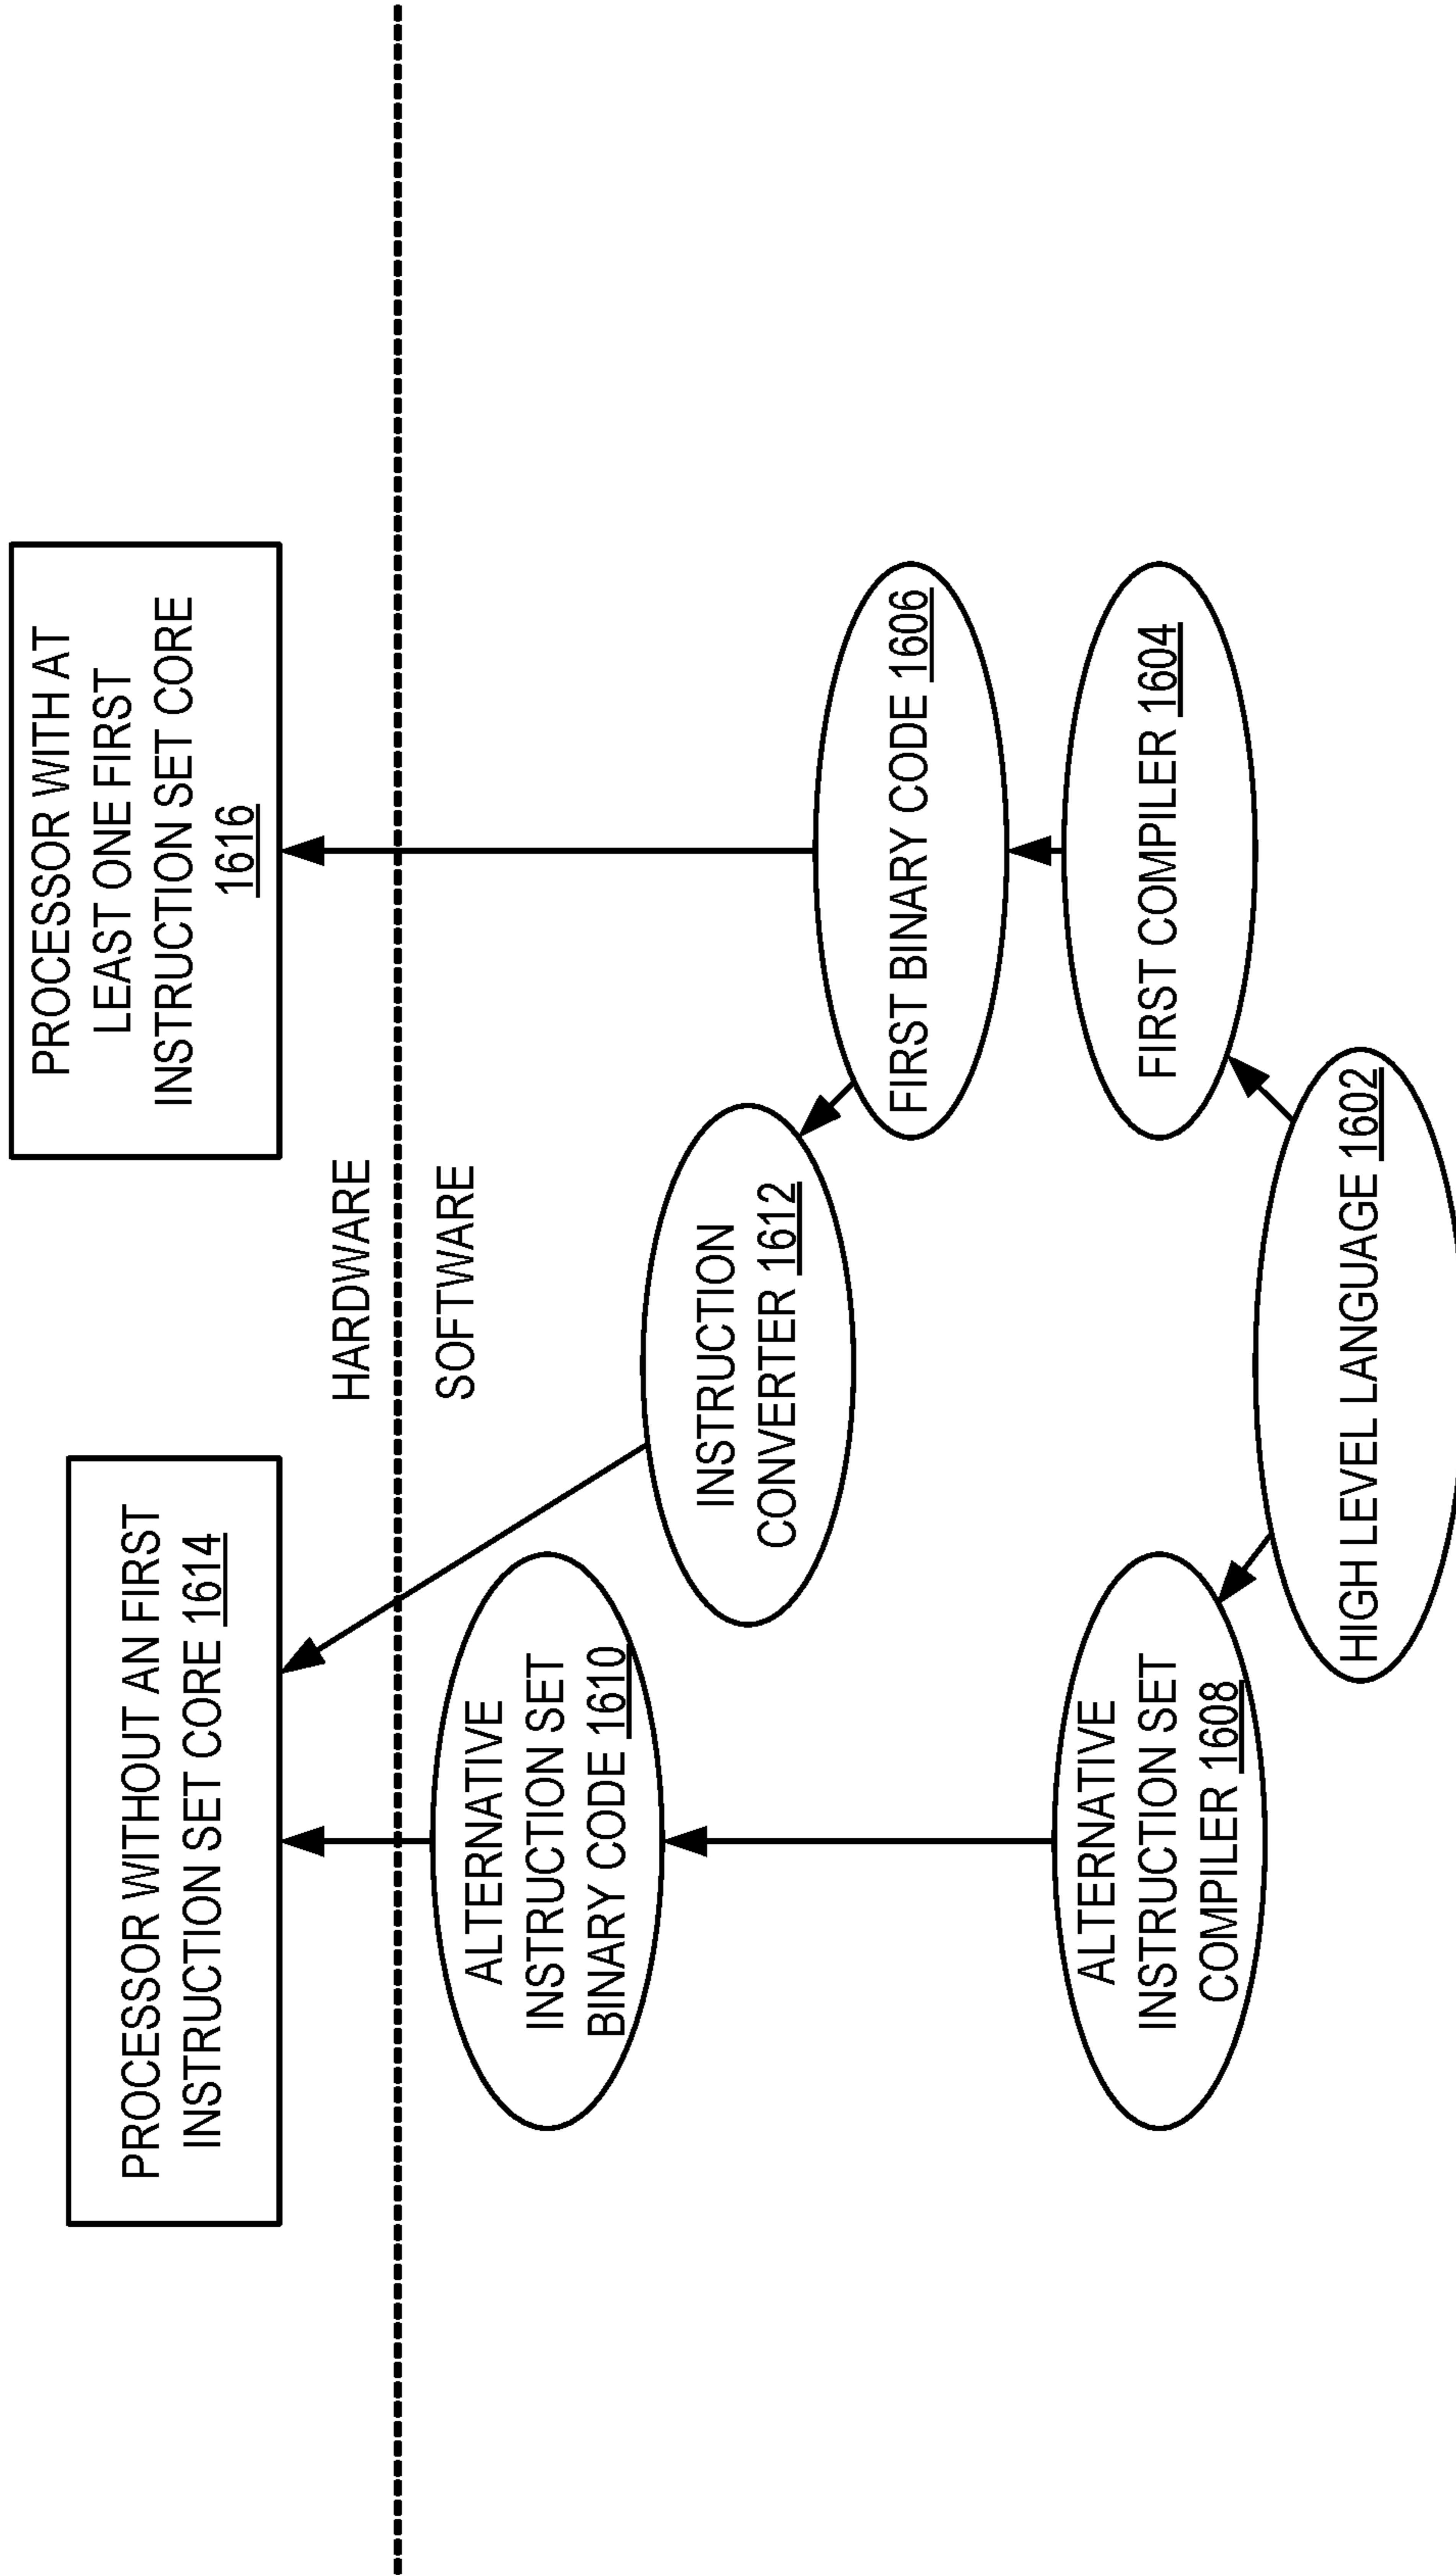 PROCESSOR WITHOUT AN FIRST
INSTRUCTION SET CORE 1614
PROCESSOR WITH AT
LEAST ONE FIRST
INSTRUCTION SET CORE
1616
HARDWARE
SOFTWARE
ALTERNATIVE
INSTRUCTION SET
BINARY CODE 1610
INSTRUCTION
CONVERTER 1612
FIRST BINARY CODE 1606
ALTERNATIVE
INSTRUCTION SET
COMPILER 1608
FIRST COMPILER 1604
HIGH LEVEL LANGUAGE 1602